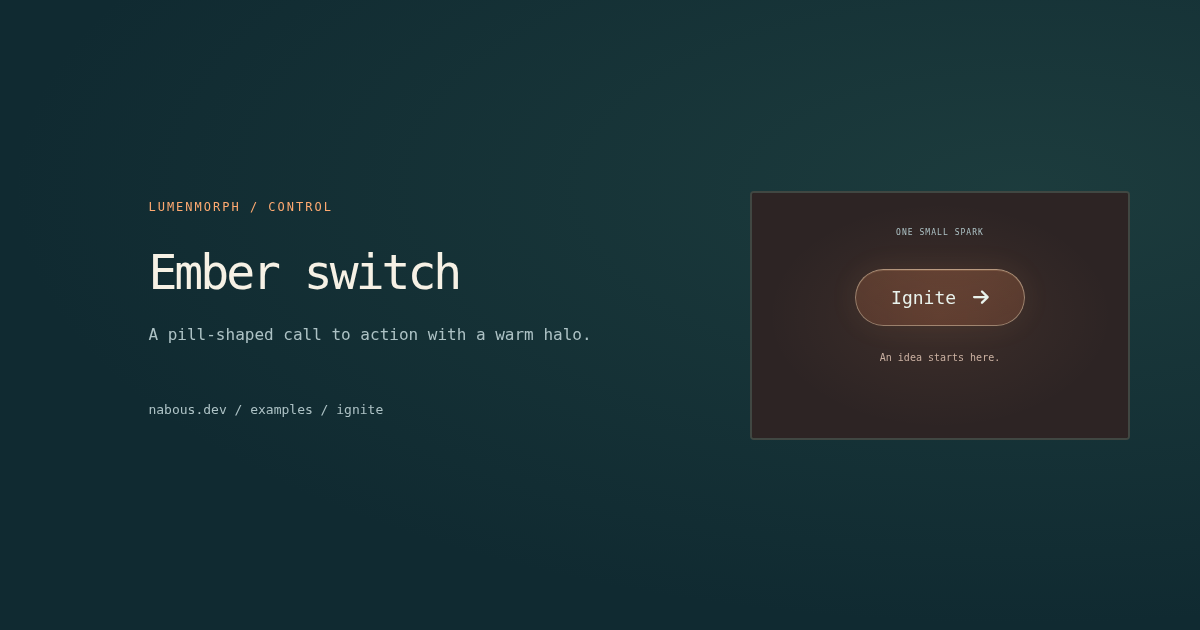 LUMENMORPH / CONTROL
Ember switch
A pill-shaped call to action with a warm halo.
nabous.dev / examples / ignite
ONE SMALL SPARK
Ignite →
An idea starts here.